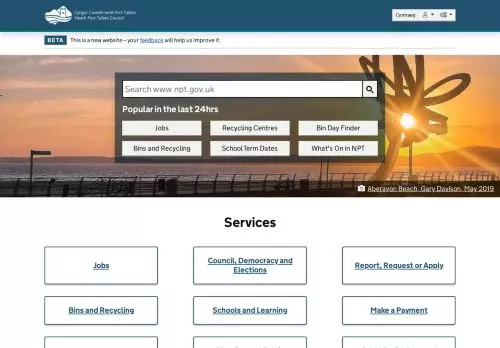 Cyngor Castell-nedd Port Talbot
Neath Port Talbot Council
Cymraeg
BETA This is a new website – your feedback will help us improve it
Search www.npt.gov.uk
Popular in the last 24hrs
Jobs Recycling Centres Bin Day Finder
Bins and Recycling School Term Dates What's On in NPT
Aberavon Beach, Gary Davison, May 2019
Services
Jobs
Council, Democracy and
Elections
Report, Request or Apply
Bins and Recycling Schools and Learning Make a Payment